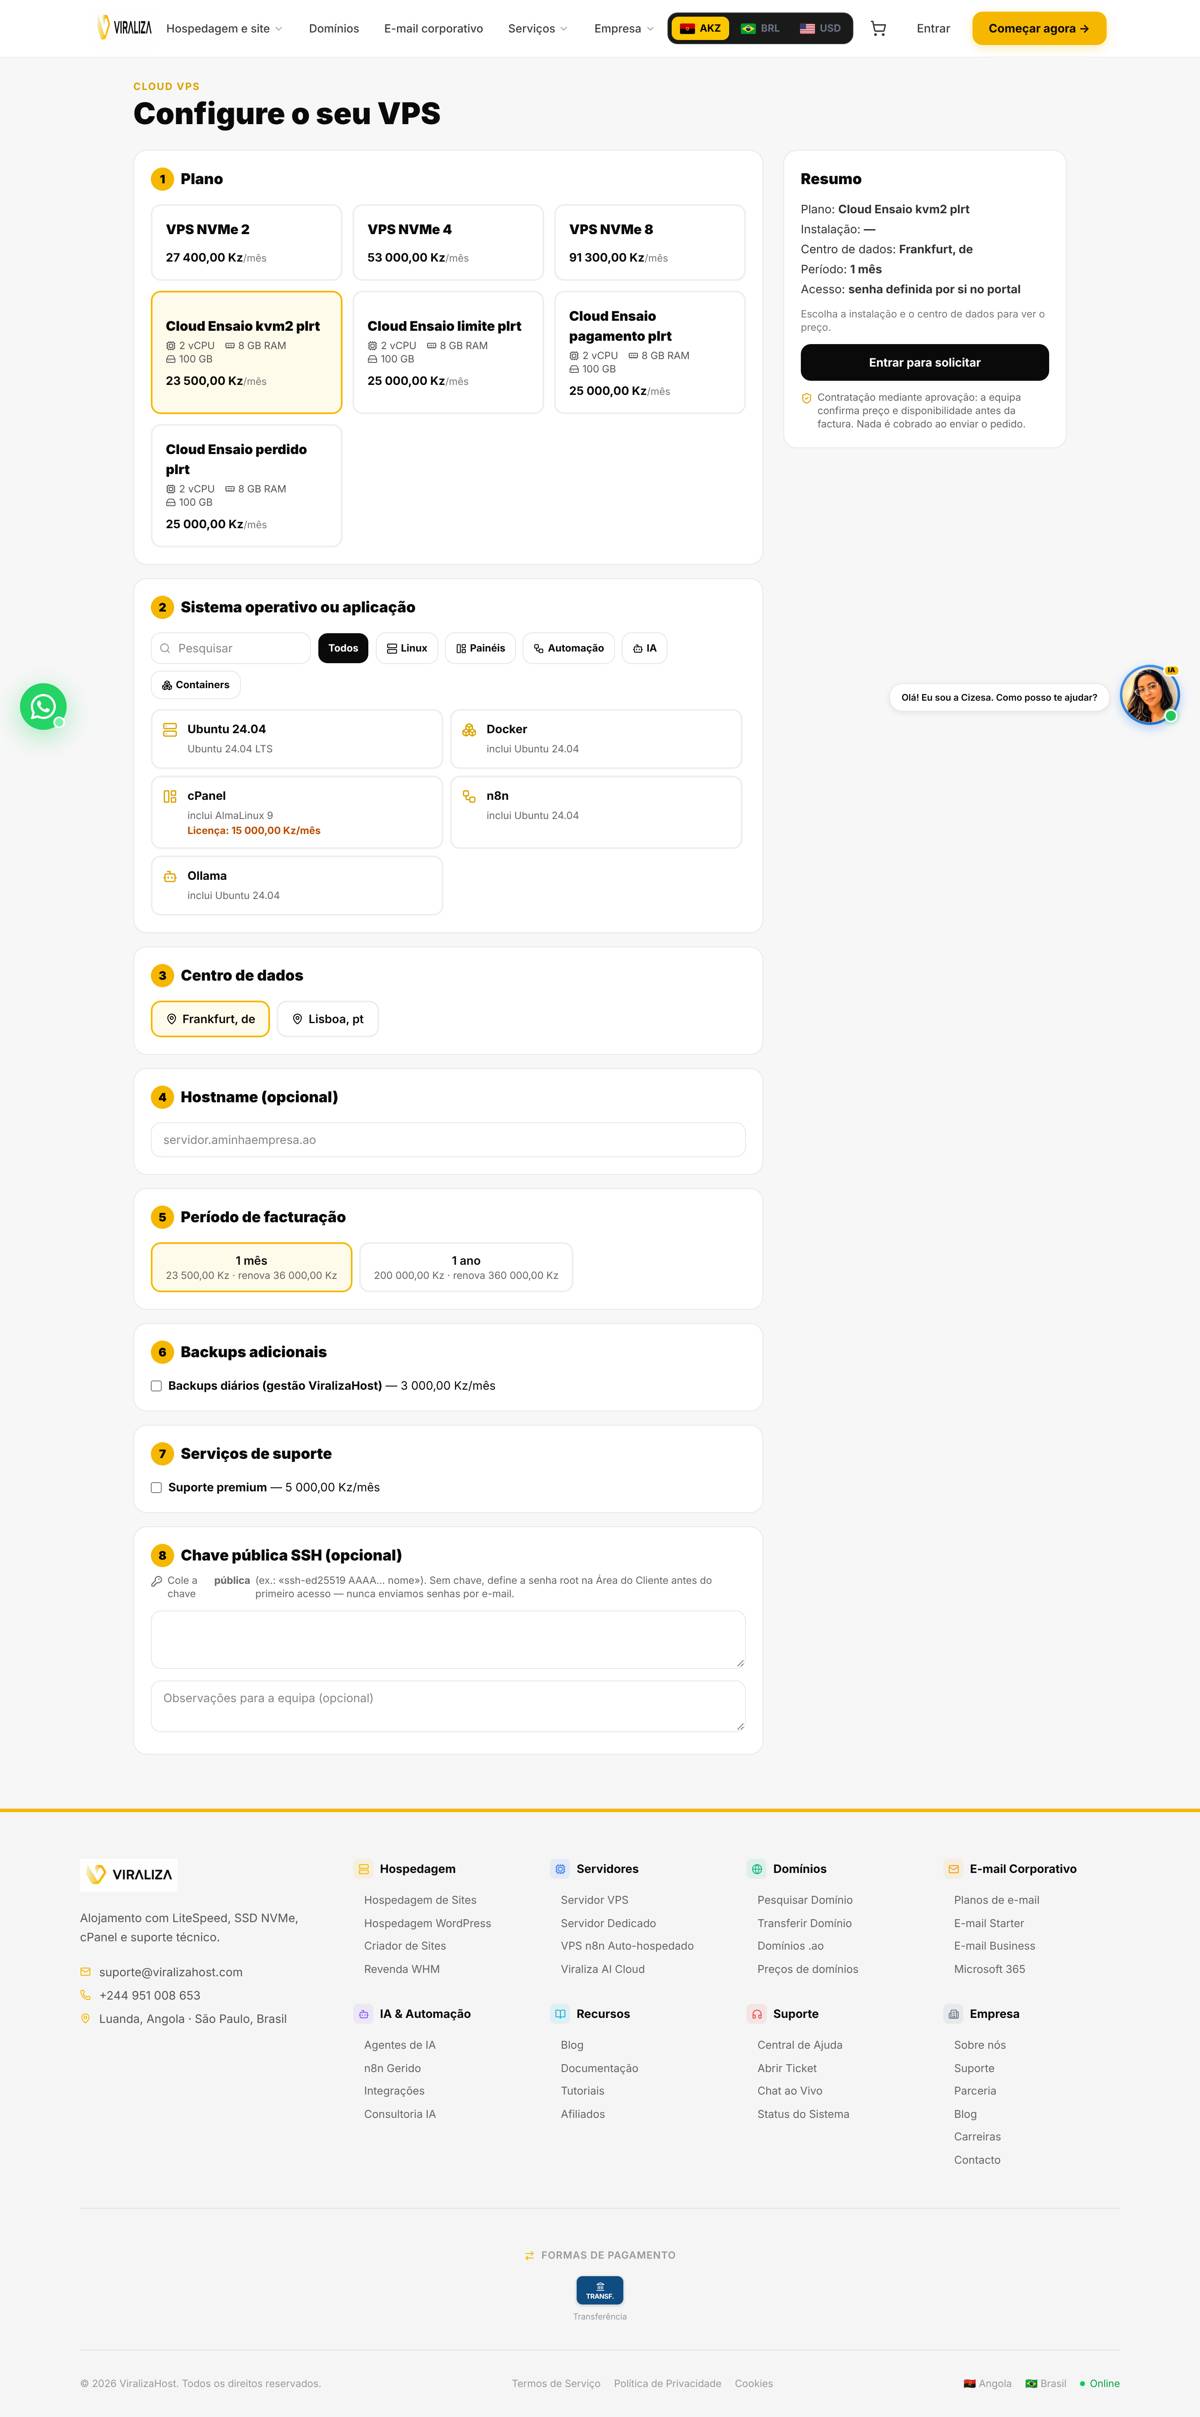 VIRALIZA
Hospedagem e site
Domínios
E-mail corporativo
Serviços
Empresa
AKZ
BRL
USD
Entrar
Começar agora →
CLOUD VPS
Configure o seu VPS
1 Plano
VPS NVMe 2
27 400,00 Kz/mês
VPS NVMe 4
53 000,00 Kz/mês
VPS NVMe 8
91 300,00 Kz/mês
Cloud Ensaio kvm2 plrt
2 vCPU 8 GB RAM
100 GB
23 500,00 Kz/mês
Cloud Ensaio limite plrt
2 vCPU 8 GB RAM
100 GB
25 000,00 Kz/mês
Cloud Ensaio
pagamento plrt
2 vCPU 8 GB RAM
100 GB
25 000,00 Kz/mês
Cloud Ensaio perdido
plrt
2 vCPU 8 GB RAM
100 GB
25 000,00 Kz/mês
Resumo
Plano: Cloud Ensaio kvm2 plrt
Instalação: —
Centro de dados: Frankfurt, de
Período: 1 mês
Acesso: senha definida por si no portal
Escolha a instalação e o centro de dados para ver o
preço.
Entrar para solicitar
Contratação mediante aprovação: a equipa
confirma preço e disponibilidade antes da
factura. Nada é cobrado ao enviar o pedido.
2 Sistema operativo ou aplicação
Pesquisar
Todos
Linux
Painéis
Automação
IA
Containers
Ubuntu 24.04
Ubuntu 24.04 LTS
Docker
inclui Ubuntu 24.04
cPanel
inclui AlmaLinux 9
Licença: 15 000,00 Kz/mês
n8n
inclui Ubuntu 24.04
Ollama
inclui Ubuntu 24.04
Olá! Eu sou a Cizesa. Como posso te ajudar?
IA
3 Centro de dados
Frankfurt, de
Lisboa, pt
4 Hostname (opcional)
servidor.aminhaempresa.ao
5 Período de facturação
1 mês
23 500,00 Kz · renova 36 000,00 Kz
1 ano
200 000,00 Kz · renova 360 000,00 Kz
6 Backups adicionais
Backups diários (gestão ViralizaHost) — 3 000,00 Kz/mês
7 Serviços de suporte
Suporte premium — 5 000,00 Kz/mês
8 Chave pública SSH (opcional)
Cole a chave
pública
(ex.: «ssh-ed25519 AAAA... nome»). Sem chave, define a senha root na Área do Cliente antes do
primeiro acesso — nunca enviamos senhas por e-mail.
Observações para a equipa (opcional)
VIRALIZA
Alojamento com LiteSpeed, SSD NVMe,
cPanel e suporte técnico.
suporte@viralizahost.com
+244 951 008 653
Luanda, Angola · São Paulo, Brasil
Hospedagem
Hospedagem de Sites
Hospedagem WordPress
Criador de Sites
Revenda WHM
Servidores
Servidor VPS
Servidor Dedicado
VPS n8n Auto-hospedado
Viraliza AI Cloud
Domínios
Pesquisar Domínio
Transferir Domínio
Domínios .ao
Preços de domínios
E-mail Corporativo
Planos de e-mail
E-mail Starter
E-mail Business
Microsoft 365
IA & Automação
Agentes de IA
n8n Gerido
Integrações
Consultoria IA
Recursos
Blog
Documentação
Tutoriais
Afiliados
Suporte
Central de Ajuda
Abrir Ticket
Chat ao Vivo
Status do Sistema
Empresa
Sobre nós
Suporte
Parceria
Blog
Carreiras
Contacto
FORMAS DE PAGAMENTO
TRANSF.
Transferência
© 2026 ViralizaHost. Todos os direitos reservados.
Termos de Serviço
Política de Privacidade
Cookies
Angola
Brasil
Online